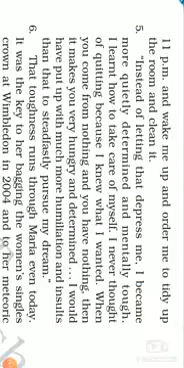 11 p.m. and wake me up and order me to tidy up
the room and clean it.
5. "Instead of letting that depress me, I became
more quietly determined and mentally tough.
I learnt how to take care of myself. I never thought
of quitting because I knew what I wanted. When
you come from nothing and you have nothing, then
it makes you very hungry and determined ... I would
have put up with much more humiliation and insults
than that to steadfastly pursue my dream."
6. That toughness runs through Maria even today.
It was the key to her bagging the women's singles
crown at Wimbledon in 2004 and to her meteoric